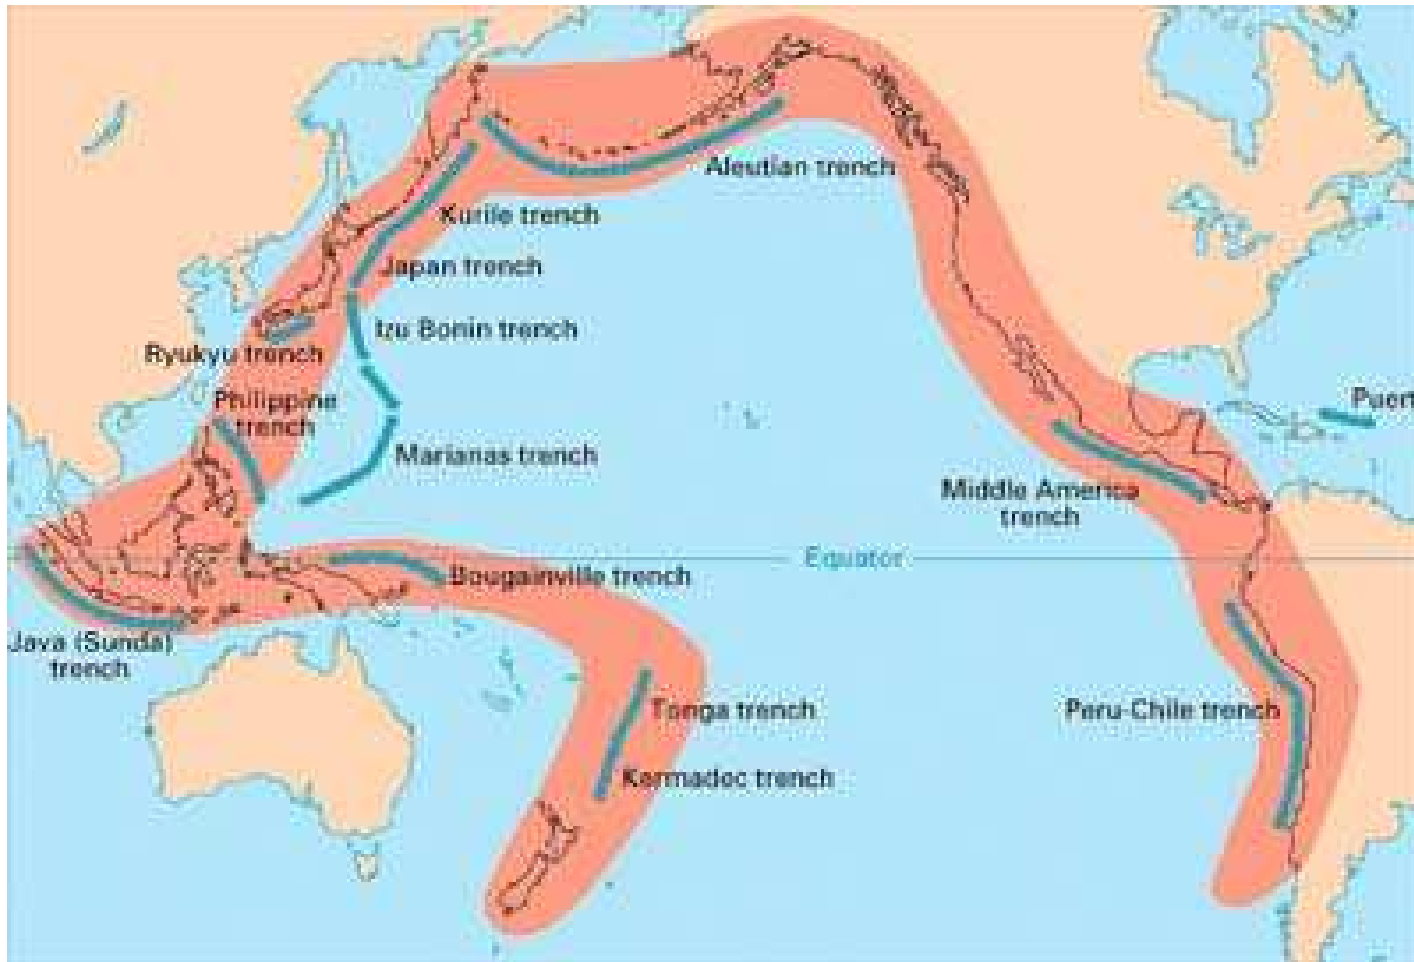 Aleutian trench
Kurile trench
Japan trench
Izu Bonin trench
Ryukyu trench
Philippine
trench
Puert
Marianas trench
Middle America
trench
Equator
Bougainville trench
Java (Sunda)
trench
Tonga trench
Peru-Chile trench
Kermadec trench